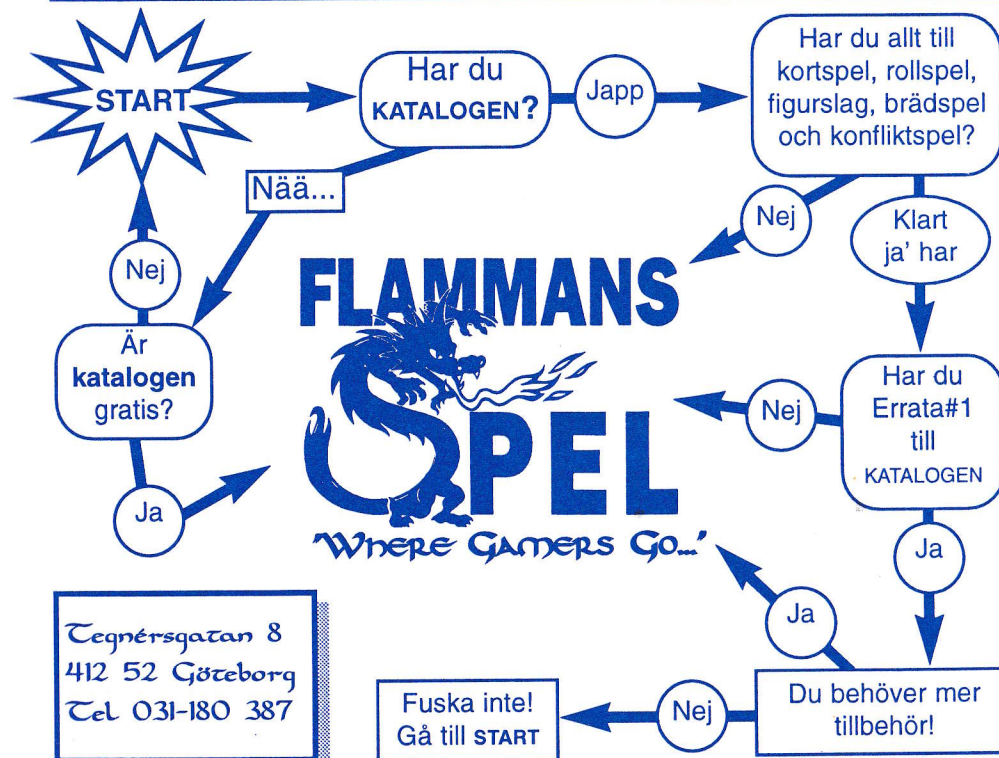 START
Har du
KATALOGEN?
Japp
Har du allt till
kortspel, rollspel,
figurslag, brädspel
och konfliktspel?
Nää...
Nej
Klart
ja' har
Nej
Är
katalogen
gratis?
Ja
FLAMMANS
SPEL
"WHERE GAMERS GO..."
Nej
Har du
Errata#1
till
KATALOGEN
Ja
Ja
Du behöver mer
tillbehör!
Nej
Fuska inte!
Gå till START
Tegnérsgatan 8
412 52 Göteborg
Tel 031-180 387